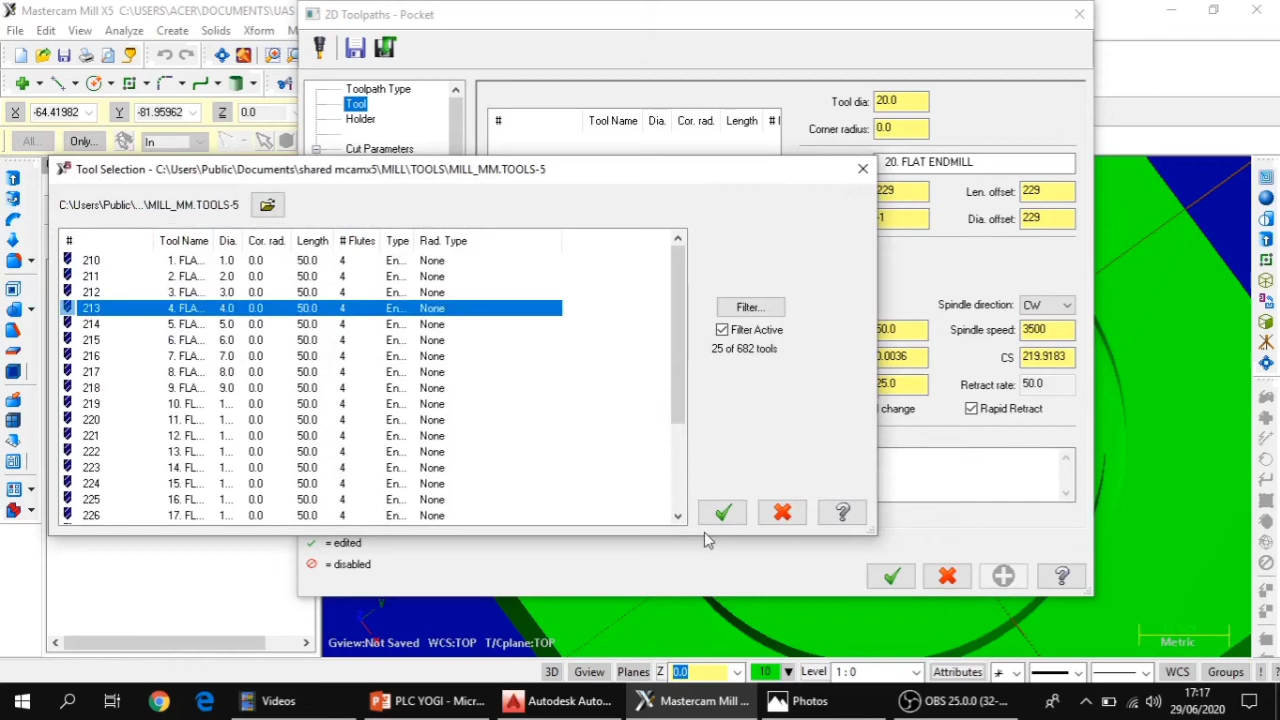 Mastercam Mill X5 C:\USERS\ACER\DOCUMENTS\UAS
2D Toolpaths - Pocket
File Edit View Analyze Create Solids Xform
Toolpath Type
Tool
Holder
Cut Parameters
# Tool Name Dia. Cor. rad. Length
Tool dia: 20.0
Corner radius: 0.0
X -64.41982 Y -81.95962 Z 0.0
All... Only... In
20. FLAT ENDMILL
229 Len. offset: 229
-1 Dia. offset: 229
Spindle direction: CW
Spindle speed: 3500
0.0036 CS 219.9183
25.0 Retract rate: 50.0
change Rapid Retract
Tool Selection - C:\Users\Public\Documents\shared mcamx5\MILL\TOOLS\MILL_MM.TOOLS-5
C:\Users\Public\...\MILL_MM.TOOLS-5
# Tool Name Dia. Cor. rad. Length # Flutes Type Rad. Type
210 1. FLA... 1.0 0.0 50.0 4 En... None
211 2. FLA... 2.0 0.0 50.0 4 En... None
212 3. FLA... 3.0 0.0 50.0 4 En... None
213 4. FLA... 4.0 0.0 50.0 4 En... None
214 5. FLA... 5.0 0.0 50.0 4 En... None
215 6. FLA... 6.0 0.0 50.0 4 En... None
216 7. FLA... 7.0 0.0 50.0 4 En... None
217 8. FLA... 8.0 0.0 50.0 4 En... None
218 9. FLA... 9.0 0.0 50.0 4 En... None
219 10. FL... 1... 0.0 50.0 4 En... None
220 11. FL... 1... 0.0 50.0 4 En... None
221 12. FL... 1... 0.0 50.0 4 En... None
222 13. FL... 1... 0.0 50.0 4 En... None
223 14. FL... 1... 0.0 50.0 4 En... None
224 15. FL... 1... 0.0 50.0 4 En... None
225 16. FL... 1... 0.0 50.0 4 En... None
226 17. FL... 1... 0.0 50.0 4 En... None
Filter...
Filter Active
25 of 682 tools
= edited
= disabled
Gview:Not Saved WCS:TOP T/Cplane:TOP
Metric
3D Gview Planes Z 0.0 10 Level 1 : 0 Attributes WCS Groups
Videos PLC YOGI - Micr... Autodesk Auto... Mastercam Mill ... Photos OBS 25.0.0 (32-...
17:17
29/06/2020